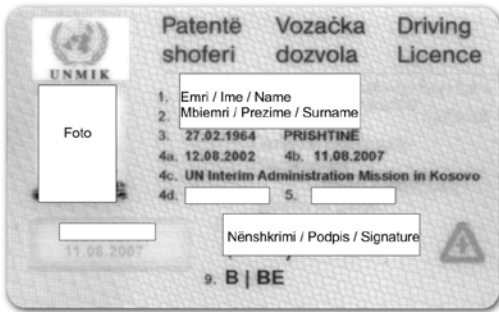 Patentë Vozačka Driving
shoferi dozvola Licence
UNMIK
1. Emri / Ime / Name
2. Mbiemri / Prezime / Surname
Foto
3. 27.02.1964 PRISHTINË
4a. 12.08.2002 4b. 11.08.2007
4c. UN Interim Administration Mission in Kosovo
4d. 5.
Nënshkrimi / Podpis / Signature
11.08.2007
9. B | BE